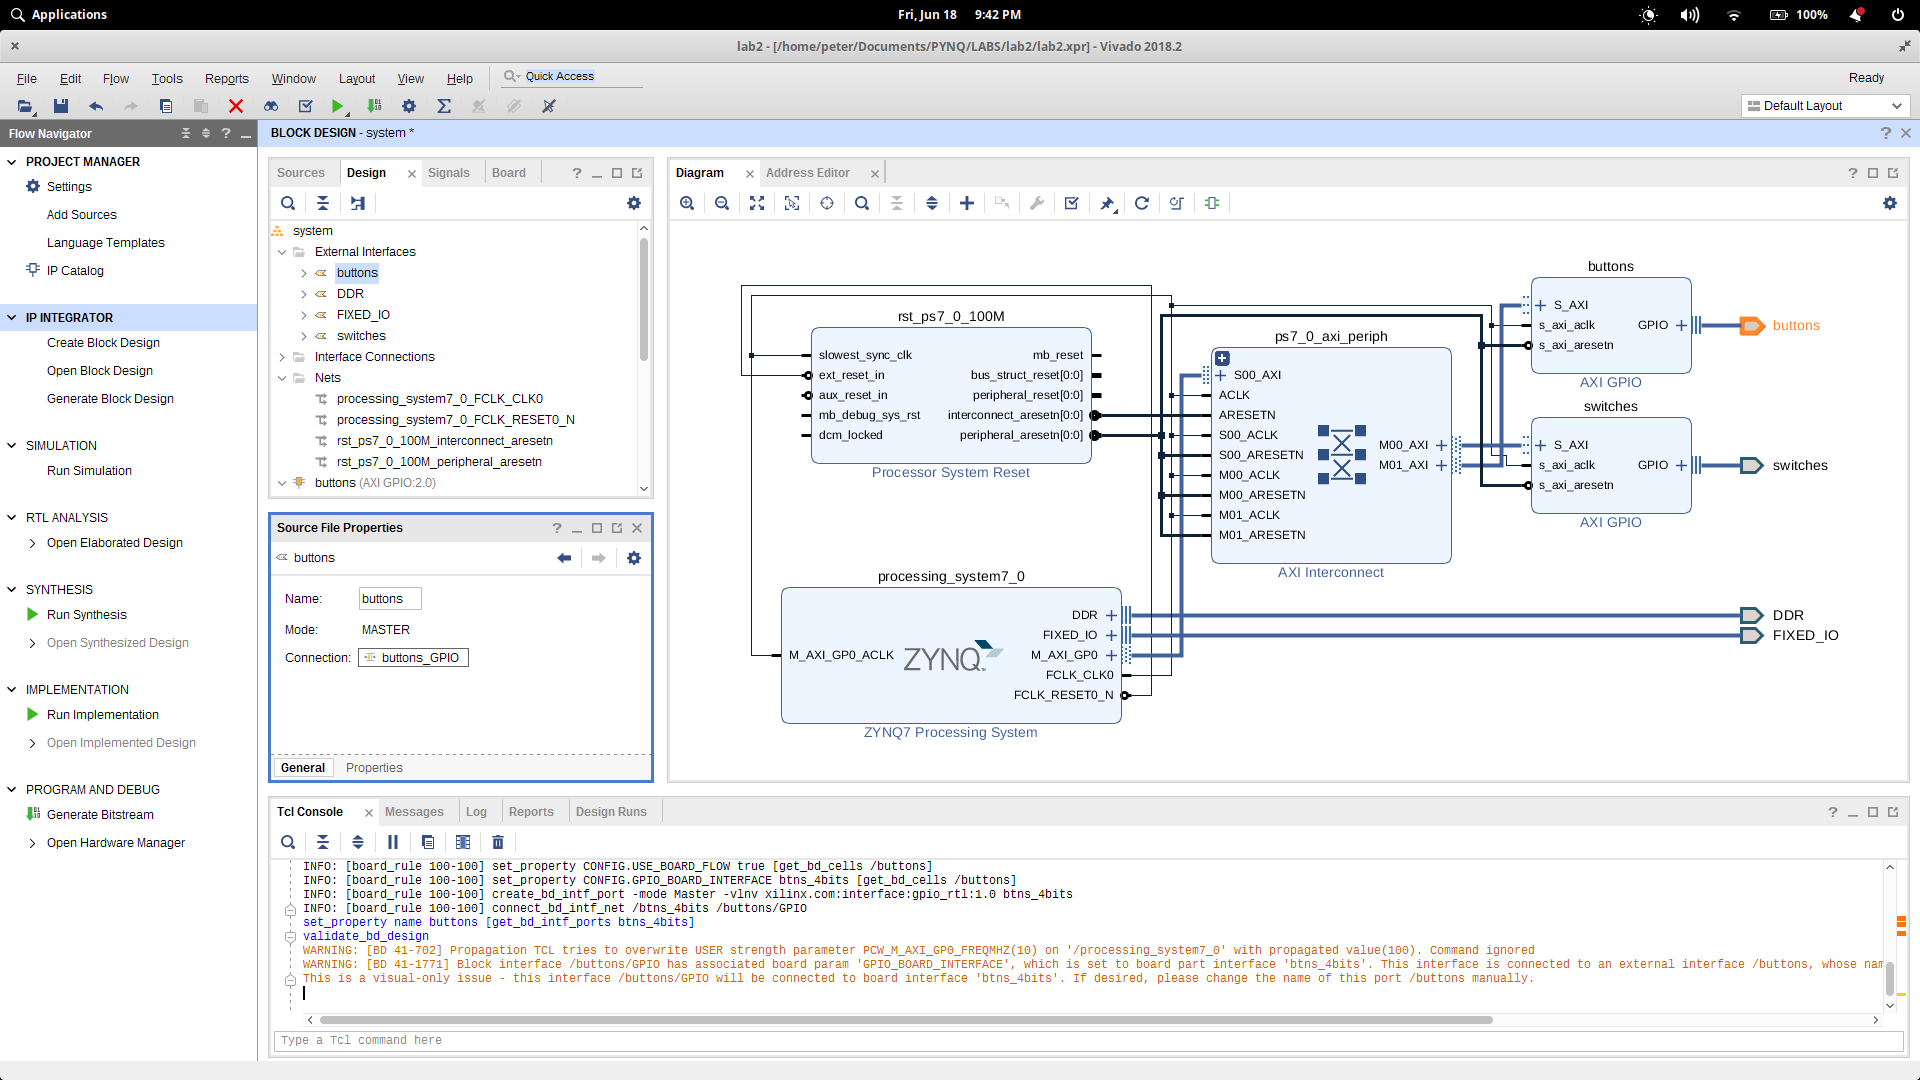 Applications
Fri, Jun 18 9:42 PM
100%
lab2 - [/home/peter/Documents/PYNQ/LABS/lab2/lab2.xpr] - Vivado 2018.2
File Edit Flow Tools Reports Window Layout View Help Quick Access
Ready
Default Layout
Flow Navigator
PROJECT MANAGER
Settings
Add Sources
Language Templates
IP Catalog
IP INTEGRATOR
Create Block Design
Open Block Design
Generate Block Design
SIMULATION
Run Simulation
RTL ANALYSIS
Open Elaborated Design
SYNTHESIS
Run Synthesis
Open Synthesized Design
IMPLEMENTATION
Run Implementation
Open Implemented Design
PROGRAM AND DEBUG
Generate Bitstream
Open Hardware Manager
BLOCK DESIGN - system *
Sources Design Signals Board
system
External Interfaces
buttons
DDR
FIXED_IO
switches
Interface Connections
Nets
processing_system7_0_FCLK_CLK0
processing_system7_0_FCLK_RESET0_N
rst_ps7_0_100M_interconnect_aresetn
rst_ps7_0_100M_peripheral_aresetn
buttons (AXI GPIO:2.0)
Source File Properties
buttons
Name: buttons
Mode: MASTER
Connection: buttons_GPIO
General Properties
Diagram Address Editor
rst_ps7_0_100M
slowest_sync_clk
ext_reset_in
aux_reset_in
mb_debug_sys_rst
dcm_locked
mb_reset
bus_struct_reset[0:0]
peripheral_reset[0:0]
interconnect_aresetn[0:0]
peripheral_aresetn[0:0]
Processor System Reset
processing_system7_0
M_AXI_GP0_ACLK
ZYNQ
DDR
FIXED_IO
M_AXI_GP0
FCLK_CLK0
FCLK_RESET0_N
ZYNQ7 Processing System
ps7_0_axi_periph
S00_AXI
ACLK
ARESETN
S00_ACLK
S00_ARESETN
M00_ACLK
M00_ARESETN
M01_ACLK
M01_ARESETN
M00_AXI
M01_AXI
AXI Interconnect
buttons
S_AXI
s_axi_aclk
s_axi_aresetn
GPIO
AXI GPIO
buttons
switches
S_AXI
s_axi_aclk
s_axi_aresetn
GPIO
AXI GPIO
switches
DDR
FIXED_IO
Tcl Console Messages Log Reports Design Runs
INFO: [board_rule 100-100] set_property CONFIG.USE_BOARD_FLOW true [get_bd_cells /buttons]
INFO: [board_rule 100-100] set_property CONFIG.GPIO_BOARD_INTERFACE btns_4bits [get_bd_cells /buttons]
INFO: [board_rule 100-100] create_bd_intf_port -mode Master -vlnv xilinx.com:interface:gpio_rtl:1.0 btns_4bits
INFO: [board_rule 100-100] connect_bd_intf_net /btns_4bits /buttons/GPIO
set_property name buttons [get_bd_intf_ports btns_4bits]
validate_bd_design
WARNING: [BD 41-702] Propagation TCL tries to overwrite USER strength parameter PCW_M_AXI_GP0_FREQMHZ(10) on '/processing_system7_0' with propagated value(100). Command ignored
WARNING: [BD 41-1771] Block interface /buttons/GPIO has associated board param 'GPIO_BOARD_INTERFACE', which is set to board part interface 'btns_4bits'. This interface is connected to an external interface /buttons, whose nam
This is a visual-only issue - this interface /buttons/GPIO will be connected to board interface 'btns_4bits'. If desired, please change the name of this port /buttons manually.
Type a Tcl command here